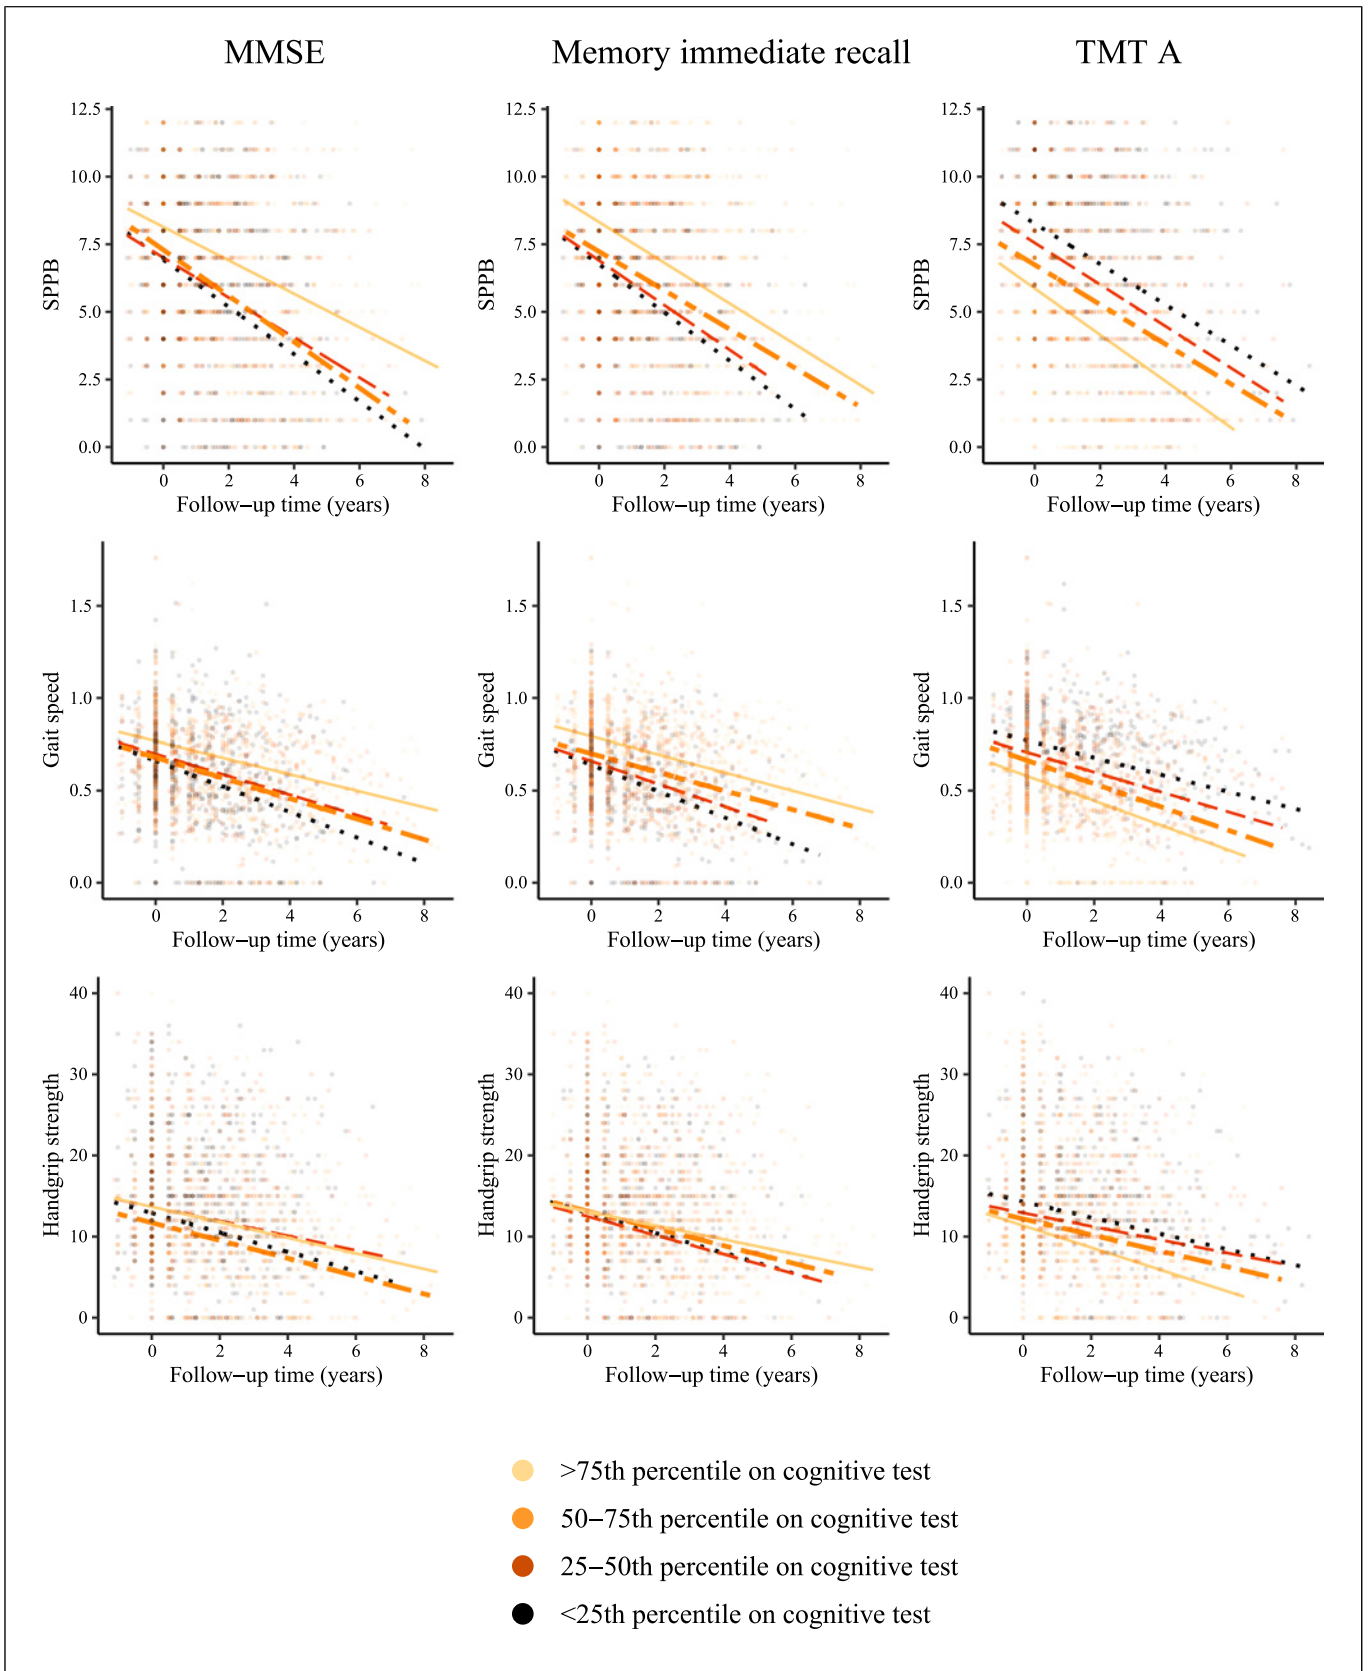 MMSE
Memory immediate recall
TMT A
12.5
10.0
7.5
5.0
2.5
0.0
SPPB
0 2 4 6 8
Follow−up time (years)
12.5
10.0
7.5
5.0
2.5
0.0
SPPB
0 2 4 6 8
Follow−up time (years)
12.5
10.0
7.5
5.0
2.5
0.0
SPPB
0 2 4 6 8
Follow−up time (years)
1.5
1.0
0.5
0.0
Gait speed
0 2 4 6 8
Follow−up time (years)
1.5
1.0
0.5
0.0
Gait speed
0 2 4 6 8
Follow−up time (years)
1.5
1.0
0.5
0.0
Gait speed
0 2 4 6 8
Follow−up time (years)
40
30
20
10
0
Handgrip strength
0 2 4 6 8
Follow−up time (years)
40
30
20
10
0
Handgrip strength
0 2 4 6 8
Follow−up time (years)
40
30
20
10
0
Handgrip strength
0 2 4 6 8
Follow−up time (years)
>75th percentile on cognitive test
50−75th percentile on cognitive test
25−50th percentile on cognitive test
<25th percentile on cognitive test